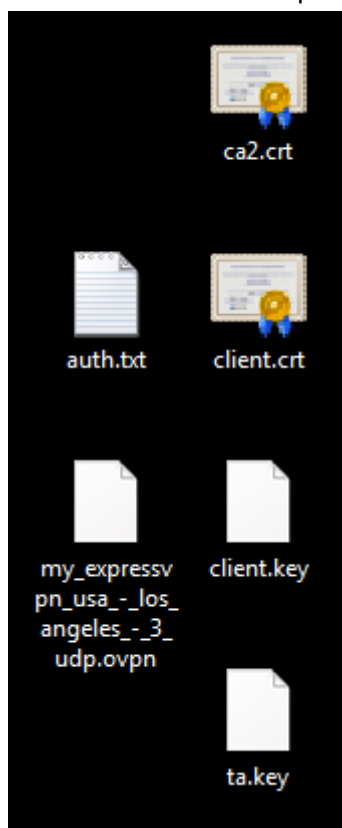 ca2.crt
auth.txt
client.crt
my_expressv
pn_usa_-_los_
angeles_-_3_
udp.ovpn
client.key
ta.key